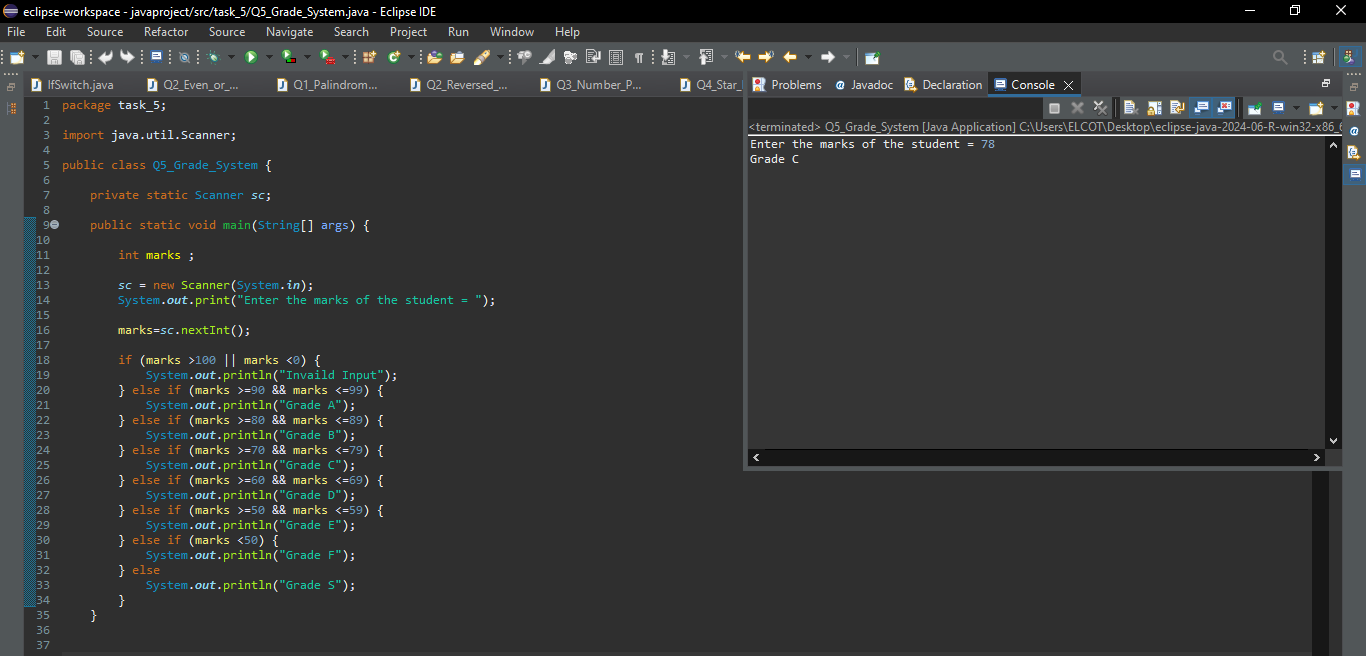 eclipse-workspace - javaproject/src/task_5/Q5_Grade_System.java - Eclipse IDE
File Edit Source Refactor Source Navigate Search Project Run Window Help
IfSwitch.java Q2_Even_or_... Q1_Palindrom... Q2_Reversed_... Q3_Number_P... Q4_Star_
Problems Javadoc Declaration Console
<terminated> Q5_Grade_System [Java Application] C:\Users\ELCOT\Desktop\eclipse-java-2024-06-R-win32-x86_6
Enter the marks of the student = 78
Grade C
1 package task_5;
2
3 import java.util.Scanner;
4
5 public class Q5_Grade_System {
6
7 private static Scanner sc;
8
9 public static void main(String[] args) {
10
11 int marks ;
12
13 sc = new Scanner(System.in);
14 System.out.print("Enter the marks of the student = ");
15
16 marks=sc.nextInt();
17
18 if (marks >100 || marks <0) {
19 System.out.println("Invaild Input");
20 } else if (marks >=90 && marks <=99) {
21 System.out.println("Grade A");
22 } else if (marks >=80 && marks <=89) {
23 System.out.println("Grade B");
24 } else if (marks >=70 && marks <=79) {
25 System.out.println("Grade C");
26 } else if (marks >=60 && marks <=69) {
27 System.out.println("Grade D");
28 } else if (marks >=50 && marks <=59) {
29 System.out.println("Grade E");
30 } else if (marks <50) {
31 System.out.println("Grade F");
32 } else
33 System.out.println("Grade S");
34 }
35 }
36
37